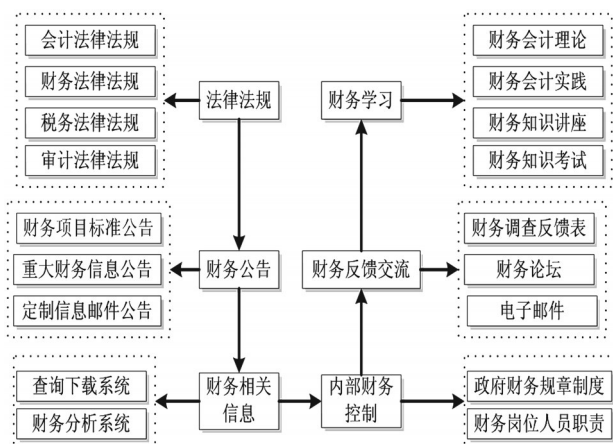 会计法律法规
财务法律法规
税务法律法规
审计法律法规
法律法规
财务学习
财务会计理论
财务会计实践
财务知识讲座
财务知识考试
财务项目标准公告
重大财务信息公告
定制信息邮件公告
财务公告
财务反馈交流
财务调查反馈表
财务论坛
电子邮件
查询下载系统
财务分析系统
财务相关
信息
内部财务
控制
政府财务规章制度
财务岗位人员职责